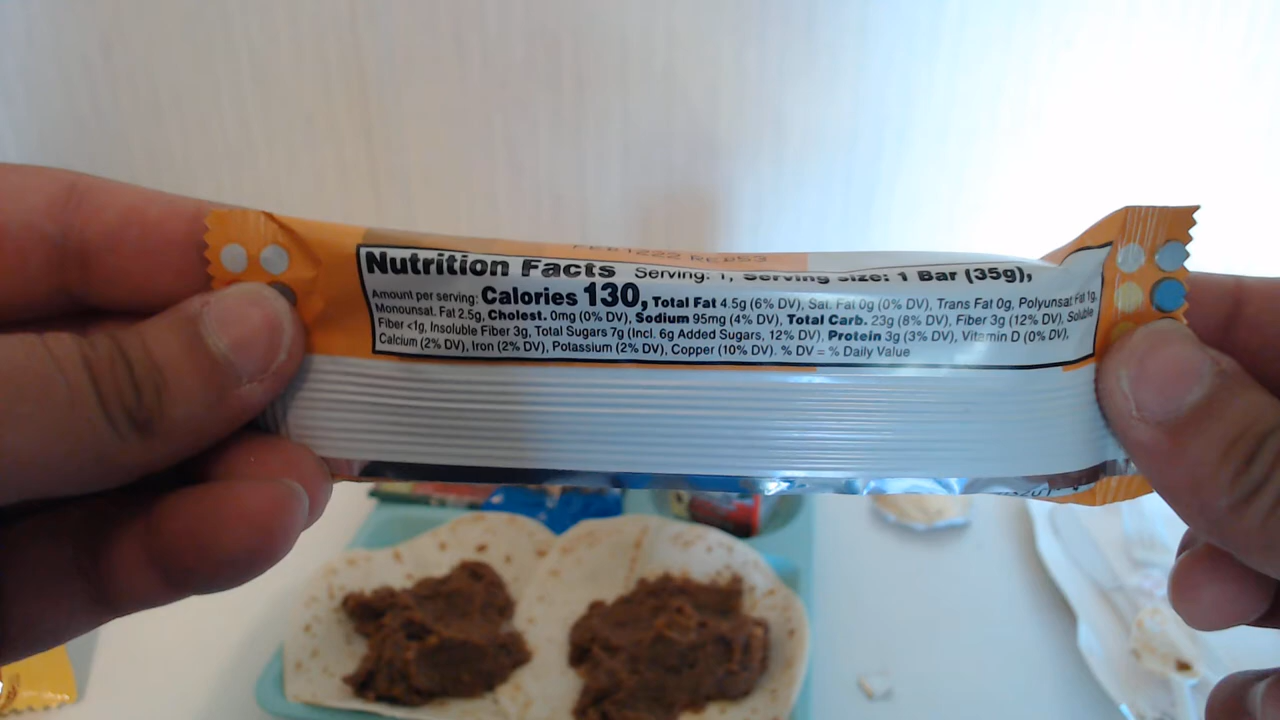 Nutrition Facts Serving: 1, Serving size: 1 Bar (35g),
Amount per serving: Calories 130, Total Fat 4.5g (6% DV), Sat. Fat 0g (0% DV), Trans Fat 0g, Polyunsat. Fat 1g,
Monounsat. Fat 2.5g, Cholest. 0mg (0% DV), Sodium 95mg (4% DV), Total Carb. 23g (8% DV), Fiber 3g (12% DV), Soluble
Fiber <1g, Insoluble Fiber 3g, Total Sugars 7g (Incl. 6g Added Sugars, 12% DV), Protein 3g (3% DV), Vitamin D (0% DV),
Calcium (2% DV), Iron (2% DV), Potassium (2% DV), Copper (10% DV). % DV = % Daily Value